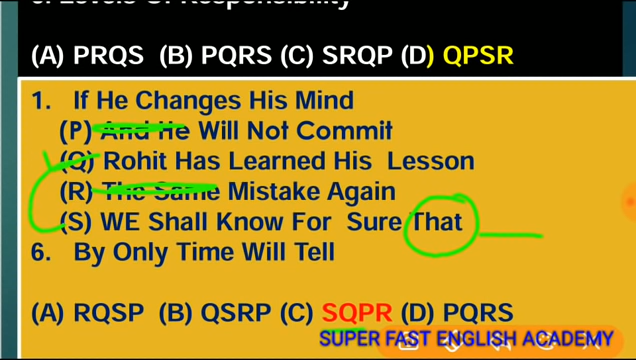 (A) PRQS (B) PQRS (C) SRQP (D) QPSR
1. If He Changes His Mind
(P) And He Will Not Commit
(Q) Rohit Has Learned His Lesson
(R) The Same Mistake Again
(S) WE Shall Know For Sure That
6. By Only Time Will Tell
(A) RQSP (B) QSRP (C) SQPR (D) PQRS
SUPER FAST ENGLISH ACADEMY